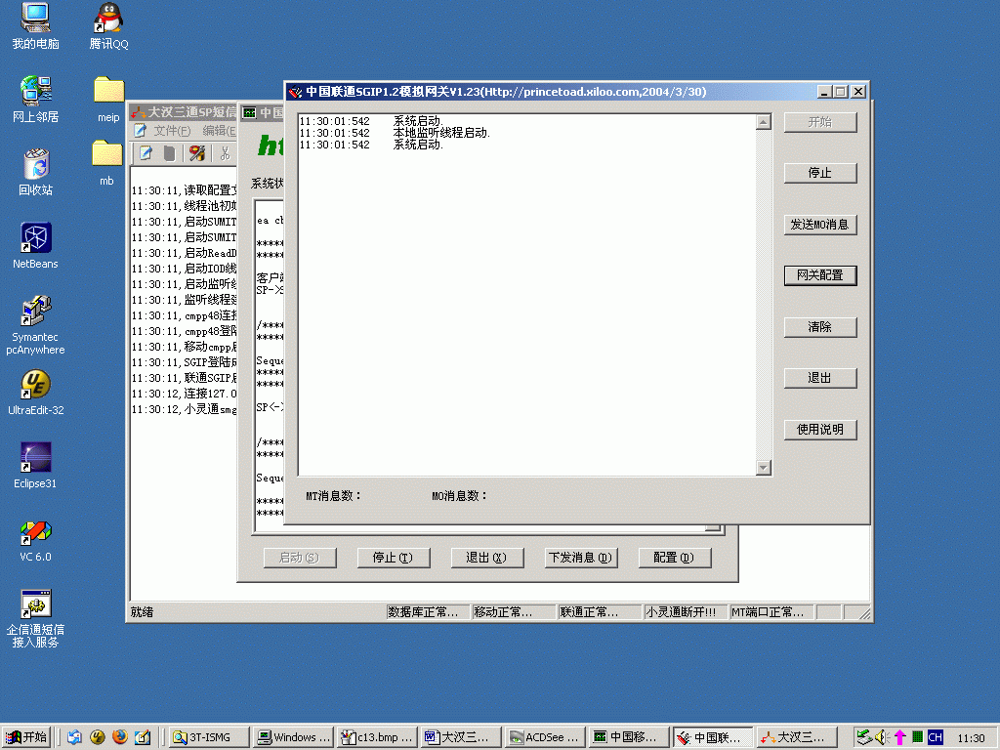 我的电脑
腾讯QQ
网上邻居
meip
回收站
mb
NetBeans
Symantec
pcAnywhere
UltraEdit-32
Eclipse31
VC 6.0
企信通短信
接入服务
大汉三通SP短信
文件(F) 编辑(E
11:30:11,读取配置文
11:30:11,线程池初始
11:30:11,启动SUMIT
11:30:11,启动SUMIT
11:30:11,启动ReadD
11:30:11,启动IOD线
11:30:11,启动监听线
11:30:11,监听线程
11:30:11,cmpp48连接
11:30:11,cmpp48登陆
11:30:11,移动cmpp启
11:30:11,SGIP登陆成
11:30:11,联通SGIP启
11:30:12,连接127.0
11:30:12,小灵通smg
就绪
数据库正常...
移动正常...
联通正常...
小灵通断开!!!
MT端口正常...
中国
ht
系统状
ea ch
*****
*****
客户端
SP->S
/****
*****
Seque
*****
*****
SP<->
/****
*****
Seque
*****
*****
启动(S)
停止(T)
退出(X)
下发消息(D)
配置(D)
中国联通SGIP1.2模拟网关V1.23(Http://princetoad.xiloo.com,2004/3/30)
11:30:01:542 系统启动.
11:30:01:542 本地监听线程启动.
11:30:01:542 系统启动.
MT消息数：
MO消息数：
开始
停止
发送MO消息
网关配置
清除
退出
使用说明
开始
3T-ISMG
Windows ...
c13.bmp ...
大汉三...
ACDSee ...
中国移...
中国联...
大汉三...
CH
11:30